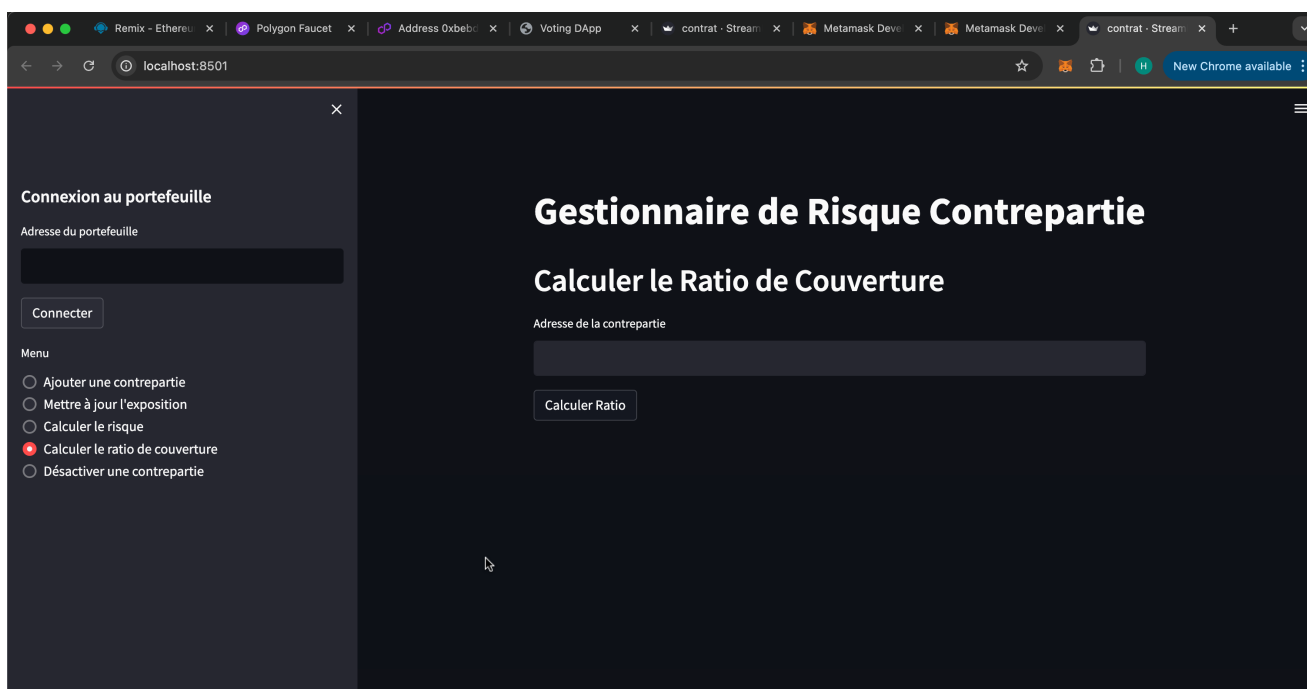 Remix - Ethereu
Polygon Faucet
Address 0xbebd
Voting DApp
contrat · Stream
Metamask Deve
Metamask Deve
contrat · Stream
localhost:8501
H
New Chrome available
Connexion au portefeuille
Adresse du portefeuille
Connecter
Menu
Ajouter une contrepartie
Mettre à jour l'exposition
Calculer le risque
Calculer le ratio de couverture
Désactiver une contrepartie
Gestionnaire de Risque Contrepartie
Calculer le Ratio de Couverture
Adresse de la contrepartie
Calculer Ratio